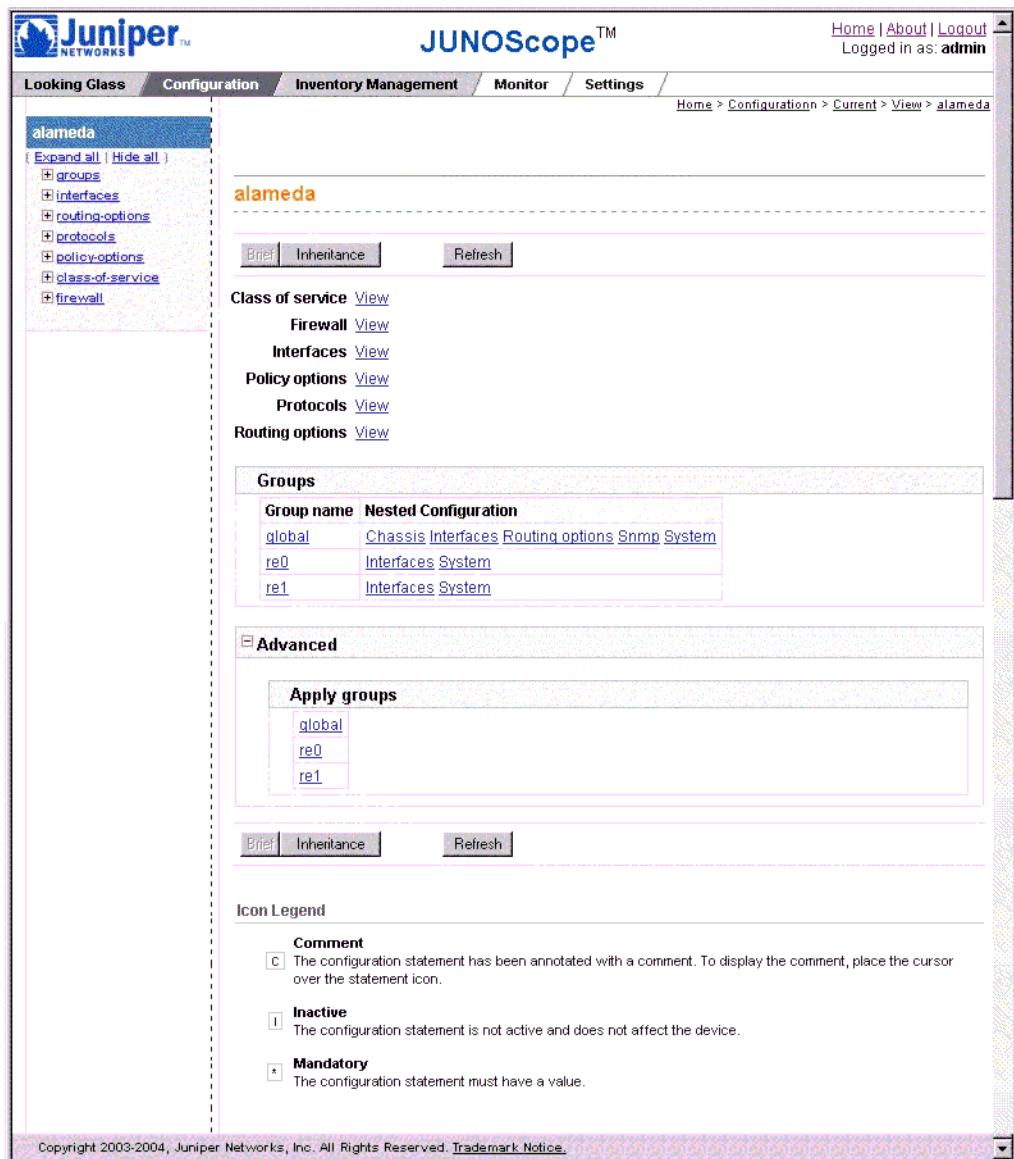 Juniper™
NETWORKS
JUNOScope™
Home | About | Logout
Logged in as: admin
Looking Glass / Configuration / Inventory Management / Monitor / Settings /
Home > Configurationn > Current > View > alameda
alameda
[ Expand all | Hide all ]
groups
interfaces
routing-options
protocols
policy-options
class-of-service
firewall
alameda
Brief Inheritance Refresh
Class of service View
Firewall View
Interfaces View
Policy options View
Protocols View
Routing options View
Groups
Group name Nested Configuration
global Chassis Interfaces Routing options Snmp System
re0 Interfaces System
re1 Interfaces System
Advanced
Apply groups
global
re0
re1
Brief Inheritance Refresh
Icon Legend
Comment
C The configuration statement has been annotated with a comment. To display the comment, place the cursor
over the statement icon.
Inactive
I The configuration statement is not active and does not affect the device.
Mandatory
* The configuration statement must have a value.
Copyright 2003-2004, Juniper Networks, Inc. All Rights Reserved. Trademark Notice.